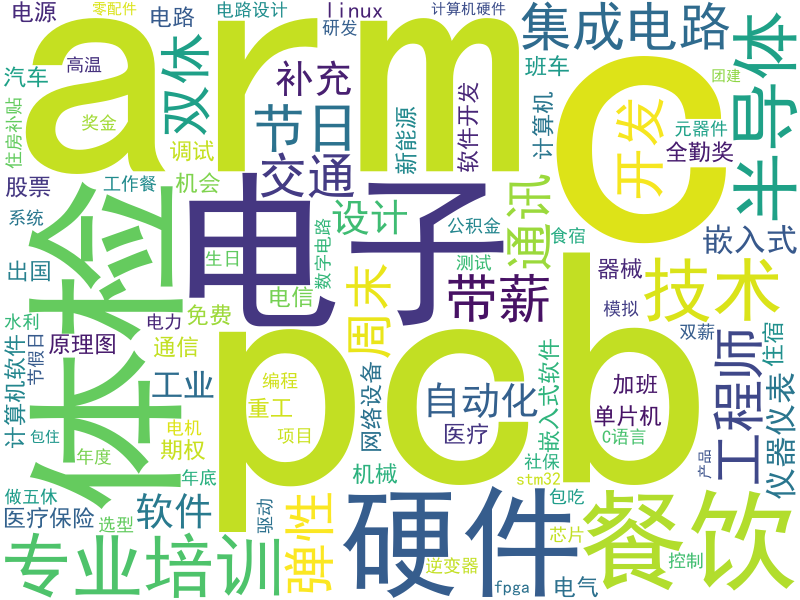 电源
零配件
电路
电路设计
linux
计算机硬件
研发
集成电路
arm
c
半导体
汽车
高温
双休
补充
班车
团建
住房补贴
奖金
节日
新能源
软件开发
计算机
开发
元器件
调试
全勤奖
交通
股票
工作餐
机会
体检
电子
设计
公积金
通讯
嵌入式
系统
数字电路
食宿
出国
生日
测试
器械
技术
电信
周末
带薪
模拟
双薪
水利
电力
免费
节假日
原理图
通信
pcb
工程师
住宿
计算机软件
工业
编程
网络设备
自动化
嵌入式软件
加班
仪器仪表
重工
单片机
电机
项目
医疗
C语言
包住
期权
年度
机械
社保
产品
年底
stm32
做五休
软件
弹性
驱动
硬件
包吃
餐饮
医疗保险
选型
专业培训
逆变器
芯片
控制
fpga
电气